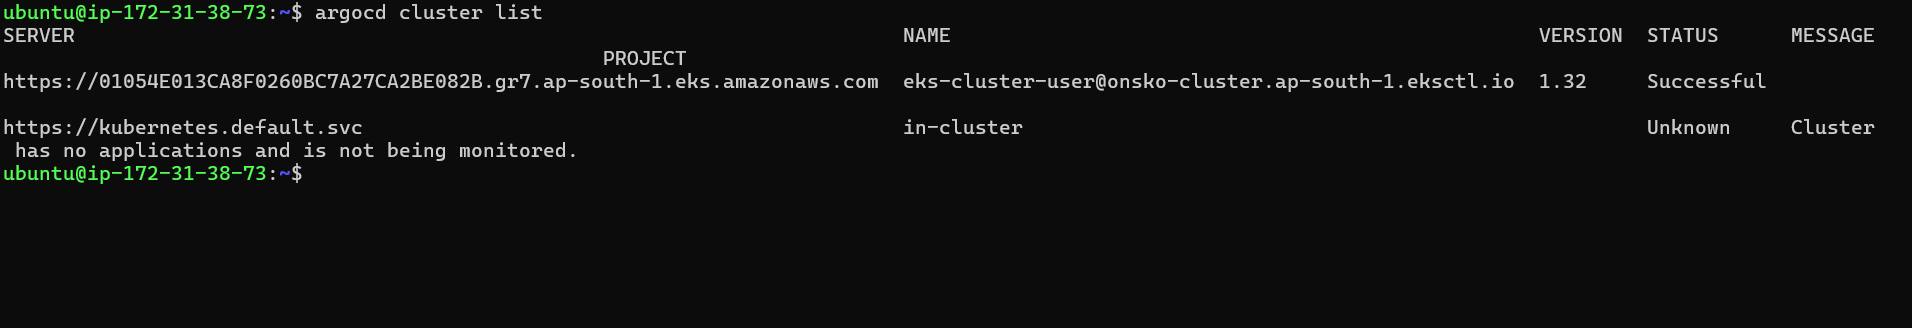 ubuntu@ip-172-31-38-73:~$ argocd cluster list
SERVER NAME VERSION STATUS MESSAGE
PROJECT
https://01054E013CA8F0260BC7A27CA2BE082B.gr7.ap-south-1.eks.amazonaws.com eks-cluster-user@onsko-cluster.ap-south-1.eksctl.io 1.32 Successful
https://kubernetes.default.svc in-cluster Unknown Cluster
has no applications and is not being monitored.
ubuntu@ip-172-31-38-73:~$